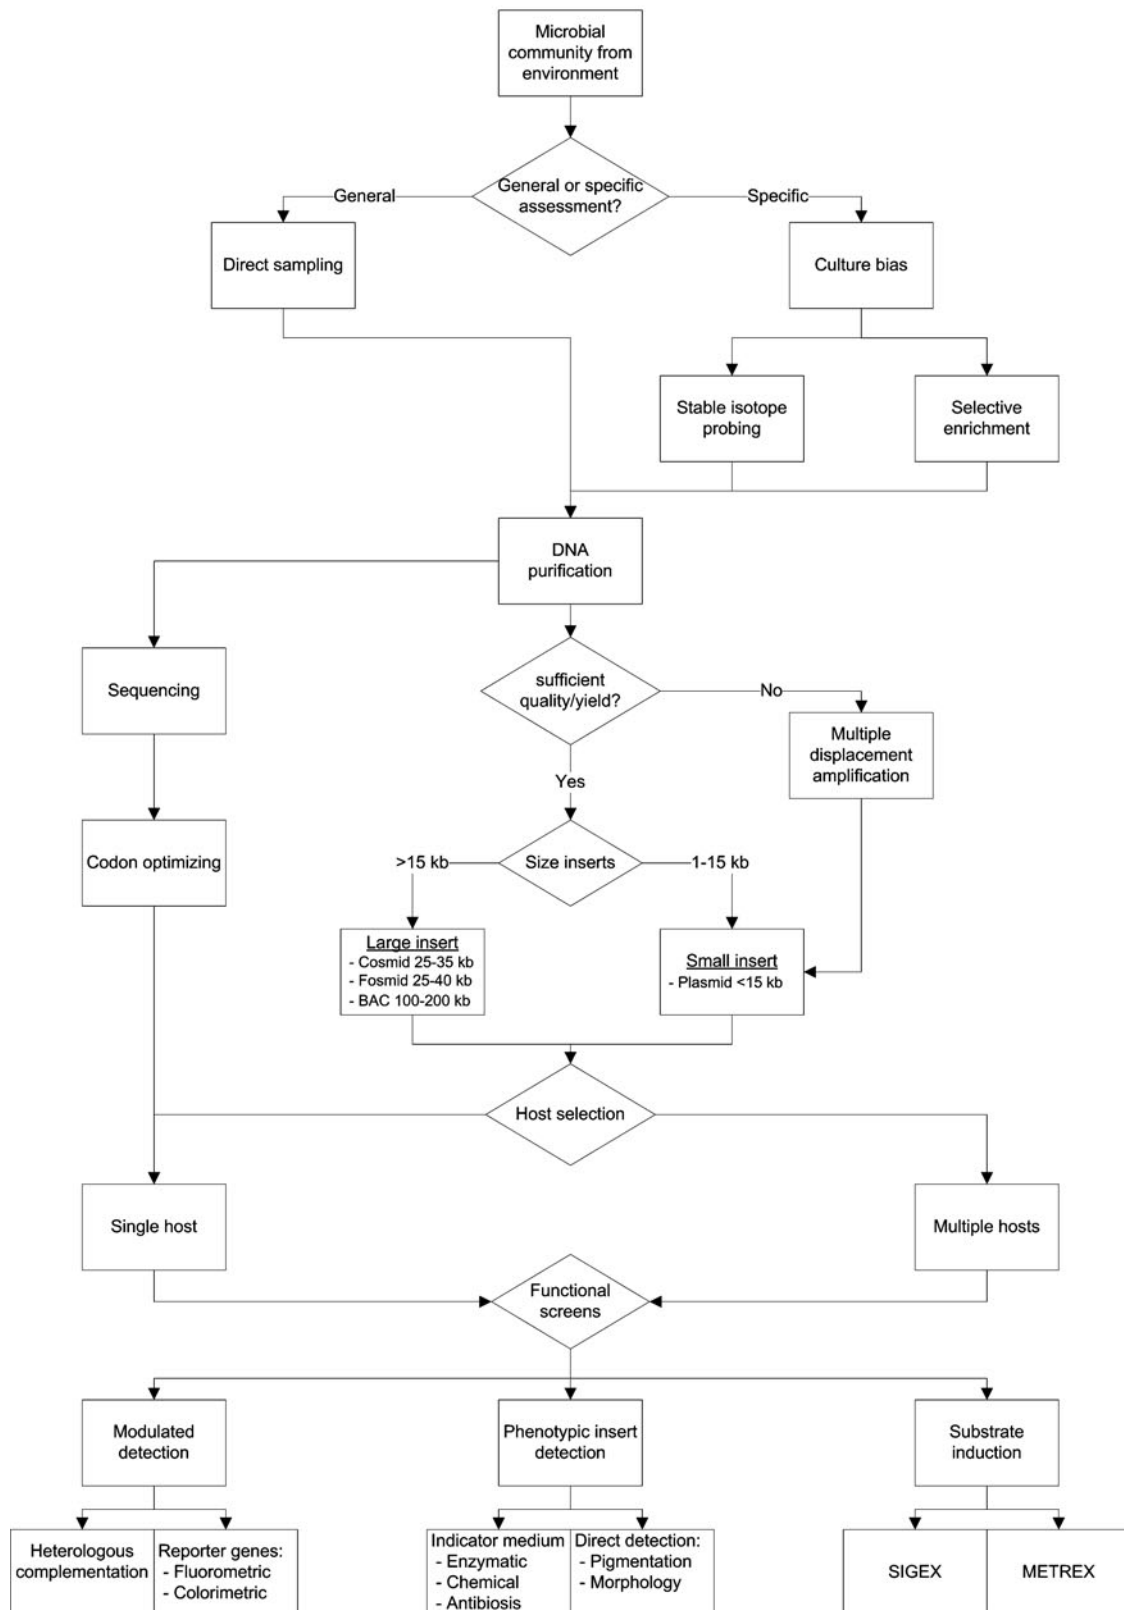 Microbial
community from
environment
General or specific
assessment?
General
Specific
Direct sampling
Culture bias
Stable isotope
probing
Selective
enrichment
DNA
purification
Sequencing
sufficient
quality/yield?
No
Multiple
displacement
amplification
Yes
Codon optimizing
Size inserts
>15 kb
1-15 kb
Large insert
- Cosmid 25-35 kb
- Fosmid 25-40 kb
- BAC 100-200 kb
Small insert
- Plasmid <15 kb
Host selection
Single host
Multiple hosts
Functional
screens
Modulated
detection
Phenotypic insert
detection
Substrate
induction
Heterologous
complementation
Reporter genes:
- Fluorometric
- Colorimetric
Indicator medium
- Enzymatic
- Chemical
- Antibiosis
Direct detection:
- Pigmentation
- Morphology
SIGEX
METREX